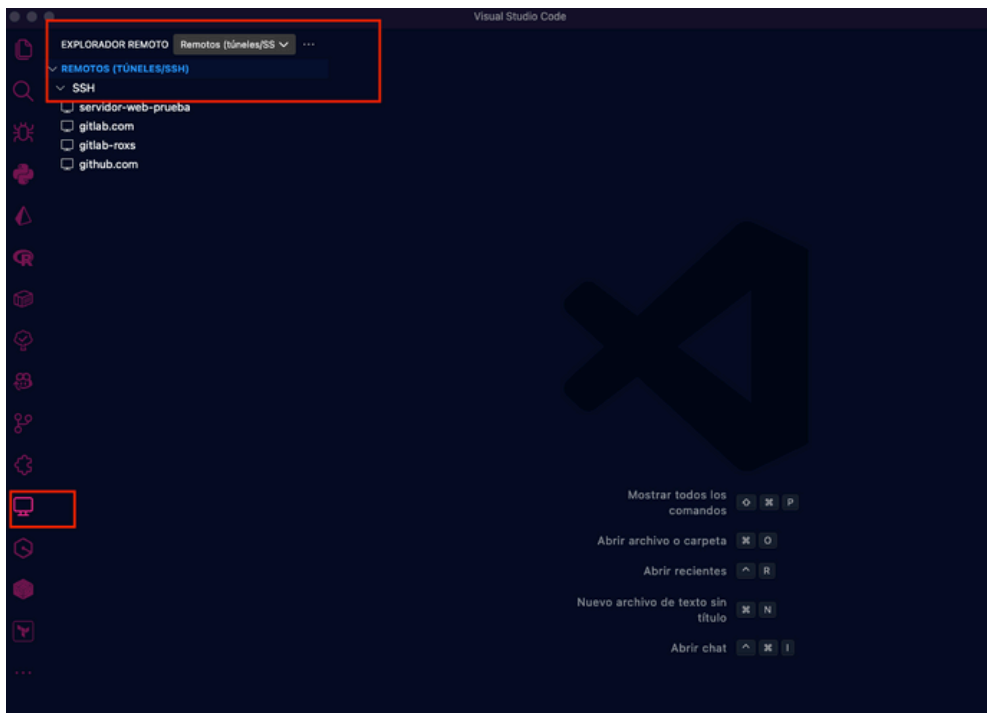 Visual Studio Code
EXPLORADOR REMOTO Remotos (túneles/SS ···
REMOTOS (TÚNELES/SSH)
SSH
servidor-web-prueba
gitlab.com
gitlab-roxs
github.com
Mostrar todos los
comandos ⇧ ⌘ P
Abrir archivo o carpeta ⌘ O
Abrir recientes ^ R
Nuevo archivo de texto sin
título ⌘ N
Abrir chat ^ ⌘ I